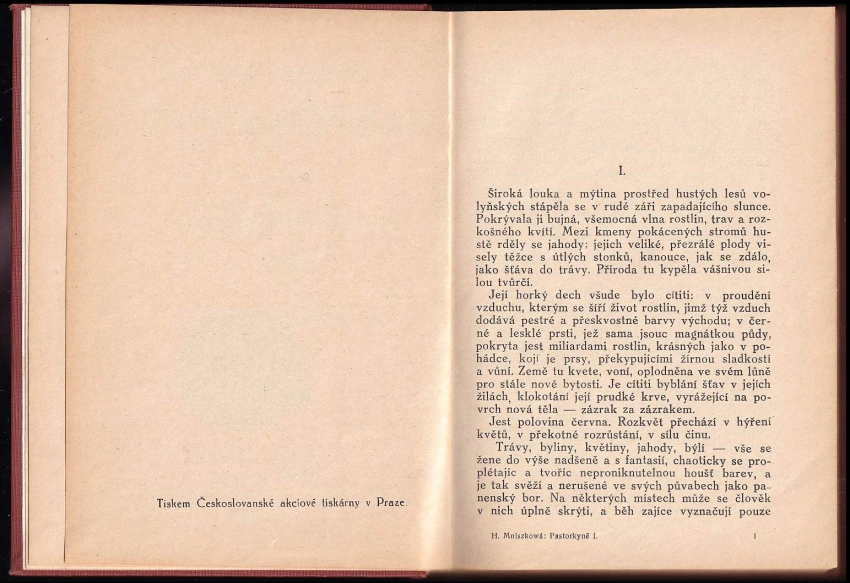 Tiskem Československé akciové tiskárny v Praze.
I.
Široká louka a mýtina prostřed hustých lesů vo-
lyňských stápěla se v rudé záři zapadajícího slunce.
Pokrývala ji bujná, všemocná vlna rostlin, trav a roz-
košného kvítí. Mezi kmeny pokácených stromů hu-
stě rděly se jahody: jejich veliké, přezrálé plody vi-
sely těžce s útlých stonků, kanouce, jak se zdálo,
jako šťáva do trávy. Příroda tu kypěla vášnivou si-
lou tvůrčí.
Její horký dech všude bylo cítiti: v proudění
vzduchu, kterým se šíří život rostlin, jimž týž vzduch
dodává pestré a přeskvostné barvy východu; v čer-
né a lesklé prsti, jež sama jsouc magnátkou půdy,
pokryta jest miliardami rostlin, krásných jako v po-
hádce, kojí je prsy, překypujícími žírnou sladkostí
a vůní. Země tu kvete, voní, oplodněna ve svém lůně
pro stále nové bytosti. Je cítiti byblání šťav v jejích
žilách, klokotání její prudké krve, vyrážející na po-
vrch nová těla — zázrak za zázrakem.
Jest polovina června. Rozkvět přechází v hýření
květů, v překotné rozrůstání, v sílu činu.
Trávy, byliny, květiny, jahody, býlí — vše se
žene do výše nadšeně a s fantasií, chaoticky se pro-
plétajíc a tvoříc neproniknutelnou houšť barev, a
je tak svěží a nerušené ve svých půvabech jako pa-
nenský bor. Na některých místech může se člověk
v nich úplně skrýti, a běh zajíce vyznačují pouze
H. Mniszková: Pastorkyně I.
1